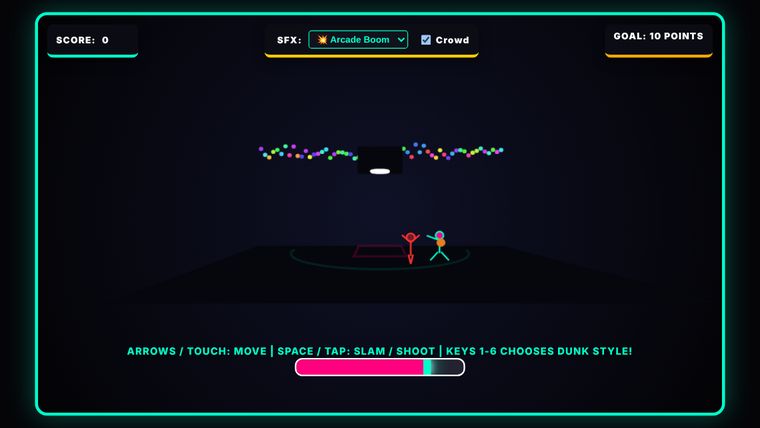 SCORE: 0
SFX: 💥 Arcade Boom
Crowd
GOAL: 10 POINTS
ARROWS / TOUCH: MOVE | SPACE / TAP: SLAM / SHOOT | KEYS 1-6 CHOOSES DUNK STYLE!